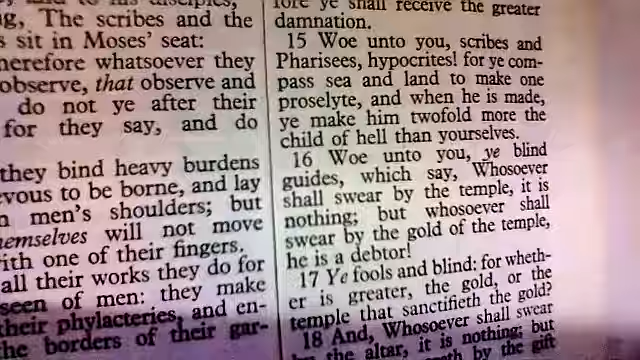 The scribes and the
sit in Moses' seat:
whatsoever they
observe, that observe and
do not ye after their
for they say, and do
they bind heavy burdens
to be borne, and lay
men's shoulders; but
will not move
with one of their fingers.
all their works they do for
seen of men: they make
their phylacteries, and en-
the borders of their gar-
fore ye shall receive the greater
damnation.
15 Woe unto you, scribes and
Pharisees, hypocrites! for ye com-
pass sea and land to make one
proselyte, and when he is made,
ye make him twofold more the
child of hell than yourselves.
16 Woe unto you, ye blind
guides, which say, Whosoever
shall swear by the temple, it is
nothing; but whosoever shall
swear by the gold of the temple,
he is a debtor!
17 Ye fools and blind: for wheth-
er is greater, the gold, or the
temple that sanctifieth the gold?
18 And, Whosoever shall swear
the altar, it is nothing; but
by the gift